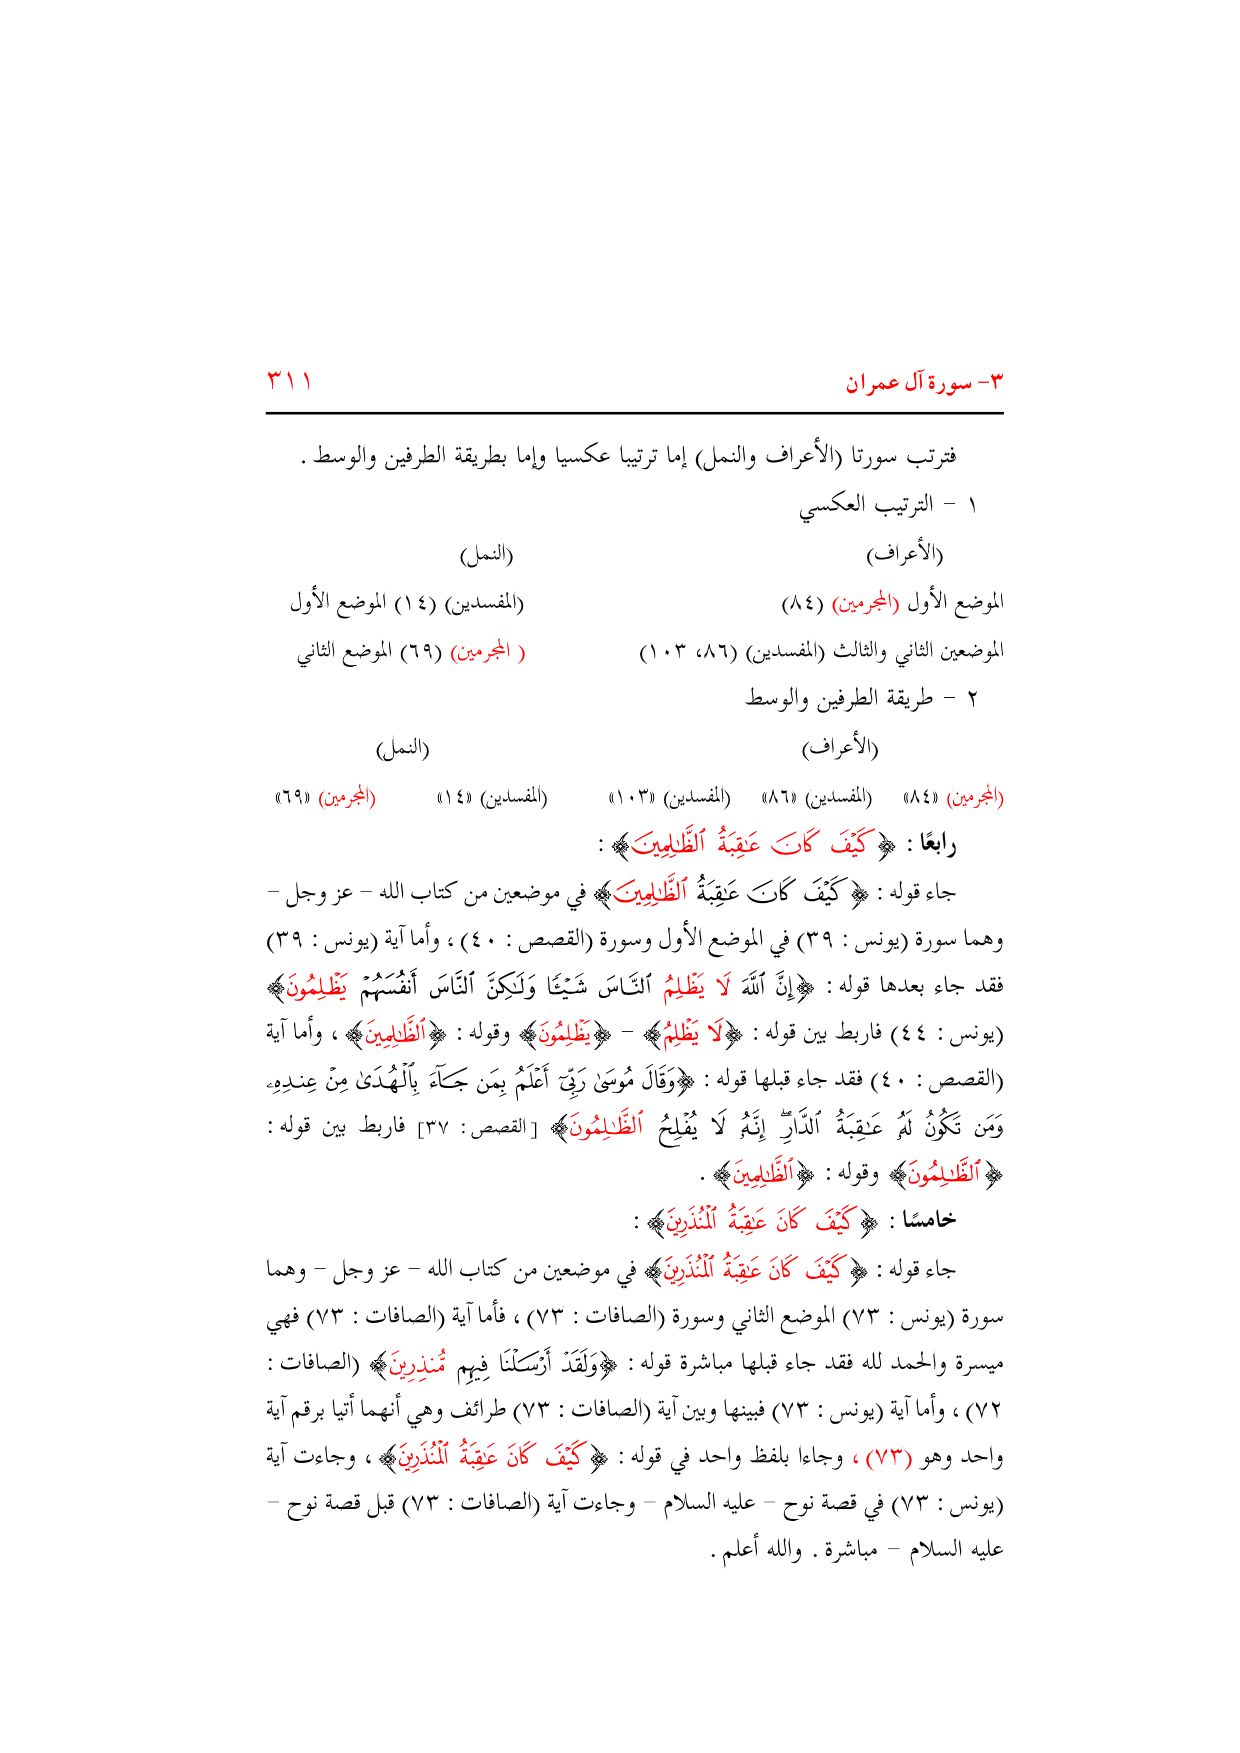 ٣- سورة آل عمران ٣١١
فترتب سورتا (الأعراف والنمل) إما ترتيبا عكسيا وإما بطريقة الطرفين والوسط .
١ – الترتيب العكسي
(الأعراف) (النمل)
الموضع الأول (المجرمين) (٨٤) (المفسدين) (١٤) الموضع الأول
الموضعين الثاني والثالث (المفسدين) (٨٦، ١٠٣) ( المجرمين) (٦٩) الموضع الثاني
٢ – طريقة الطرفين والوسط
(الأعراف) (النمل)
(المجرمين) «٨٤» (المفسدين) «٨٦» (المفسدين) «١٠٣» (المفسدين) «١٤» (المجرمين) «٦٩»
رابعًا : ﴿كَيْفَ كَانَ عَٰقِبَةُ ٱلظَّٰلِمِينَ﴾ :
جاء قوله : ﴿كَيْفَ كَانَ عَٰقِبَةُ ٱلظَّٰلِمِينَ﴾ في موضعين من كتاب الله – عز وجل –
وهما سورة (يونس : ٣٩) في الموضع الأول وسورة (القصص : ٤٠) ، وأما آية (يونس : ٣٩)
فقد جاء بعدها قوله : ﴿إِنَّ ٱللَّهَ لَا يَظْلِمُ ٱلنَّاسَ شَيْـًٔا وَلَٰكِنَّ ٱلنَّاسَ أَنفُسَهُمْ يَظْلِمُونَ﴾
(يونس : ٤٤) فاربط بين قوله : ﴿لَا يَظْلِمُ﴾ – ﴿يَظْلِمُونَ﴾ وقوله : ﴿ٱلظَّٰلِمِينَ﴾ ، وأما آية
(القصص : ٤٠) فقد جاء قبلها قوله : ﴿وَقَالَ مُوسَىٰ رَبِّىٓ أَعْلَمُ بِمَن جَآءَ بِٱلْهُدَىٰ مِنْ عِندِهِۦ
وَمَن تَكُونُ لَهُۥ عَٰقِبَةُ ٱلدَّارِ ۖ إِنَّهُۥ لَا يُفْلِحُ ٱلظَّٰلِمُونَ﴾ [القصص : ٣٧] فاربط بين قوله :
﴿ٱلظَّٰلِمُونَ﴾ وقوله : ﴿ٱلظَّٰلِمِينَ﴾ .
خامسًا : ﴿كَيْفَ كَانَ عَٰقِبَةُ ٱلْمُنذَرِينَ﴾ :
جاء قوله : ﴿كَيْفَ كَانَ عَٰقِبَةُ ٱلْمُنذَرِينَ﴾ في موضعين من كتاب الله – عز وجل – وهما
سورة (يونس : ٧٣) الموضع الثاني وسورة (الصافات : ٧٣) ، فأما آية (الصافات : ٧٣) فهي
ميسرة والحمد لله فقد جاء قبلها مباشرة قوله : ﴿وَلَقَدْ أَرْسَلْنَا فِيهِم مُّنذِرِينَ﴾ (الصافات :
٧٢) ، وأما آية (يونس : ٧٣) فبينها وبين آية (الصافات : ٧٣) طرائف وهي أنهما أتيا برقم آية
واحد وهو (٧٣) ، وجاءا بلفظ واحد في قوله : ﴿كَيْفَ كَانَ عَٰقِبَةُ ٱلْمُنذَرِينَ﴾ ، وجاءت آية
(يونس : ٧٣) في قصة نوح – عليه السلام – وجاءت آية (الصافات : ٧٣) قبل قصة نوح –
عليه السلام – مباشرة . والله أعلم .